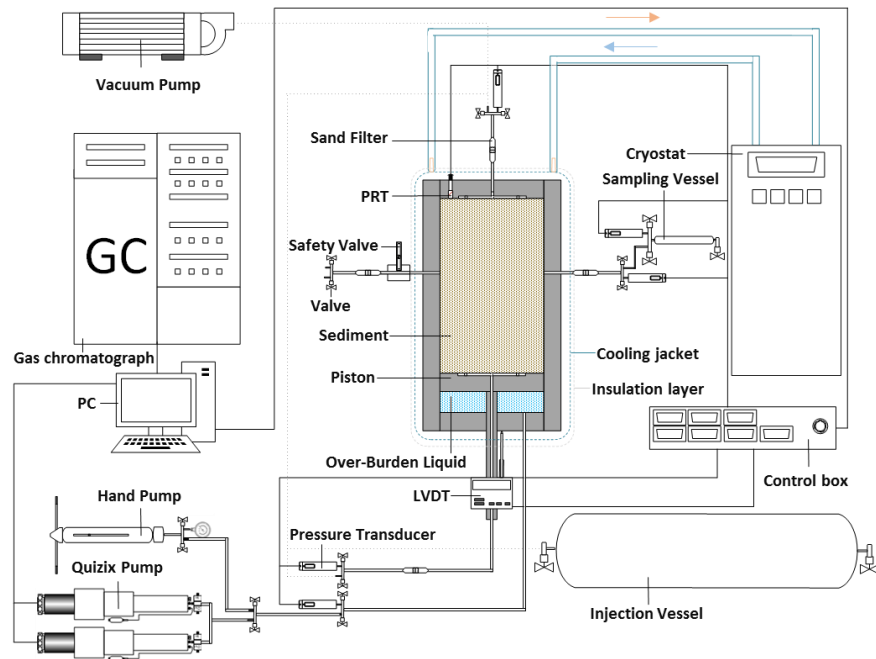 Vacuum Pump
Sand Filter
Cryostat
Sampling Vessel
PRT
GC
Safety Valve
Valve
Sediment
Gas chromatograph
Cooling jacket
PC
Piston
Insulation layer
Over-Burden Liquid
Control box
LVDT
Hand Pump
Pressure Transducer
Quizix Pump
Injection Vessel